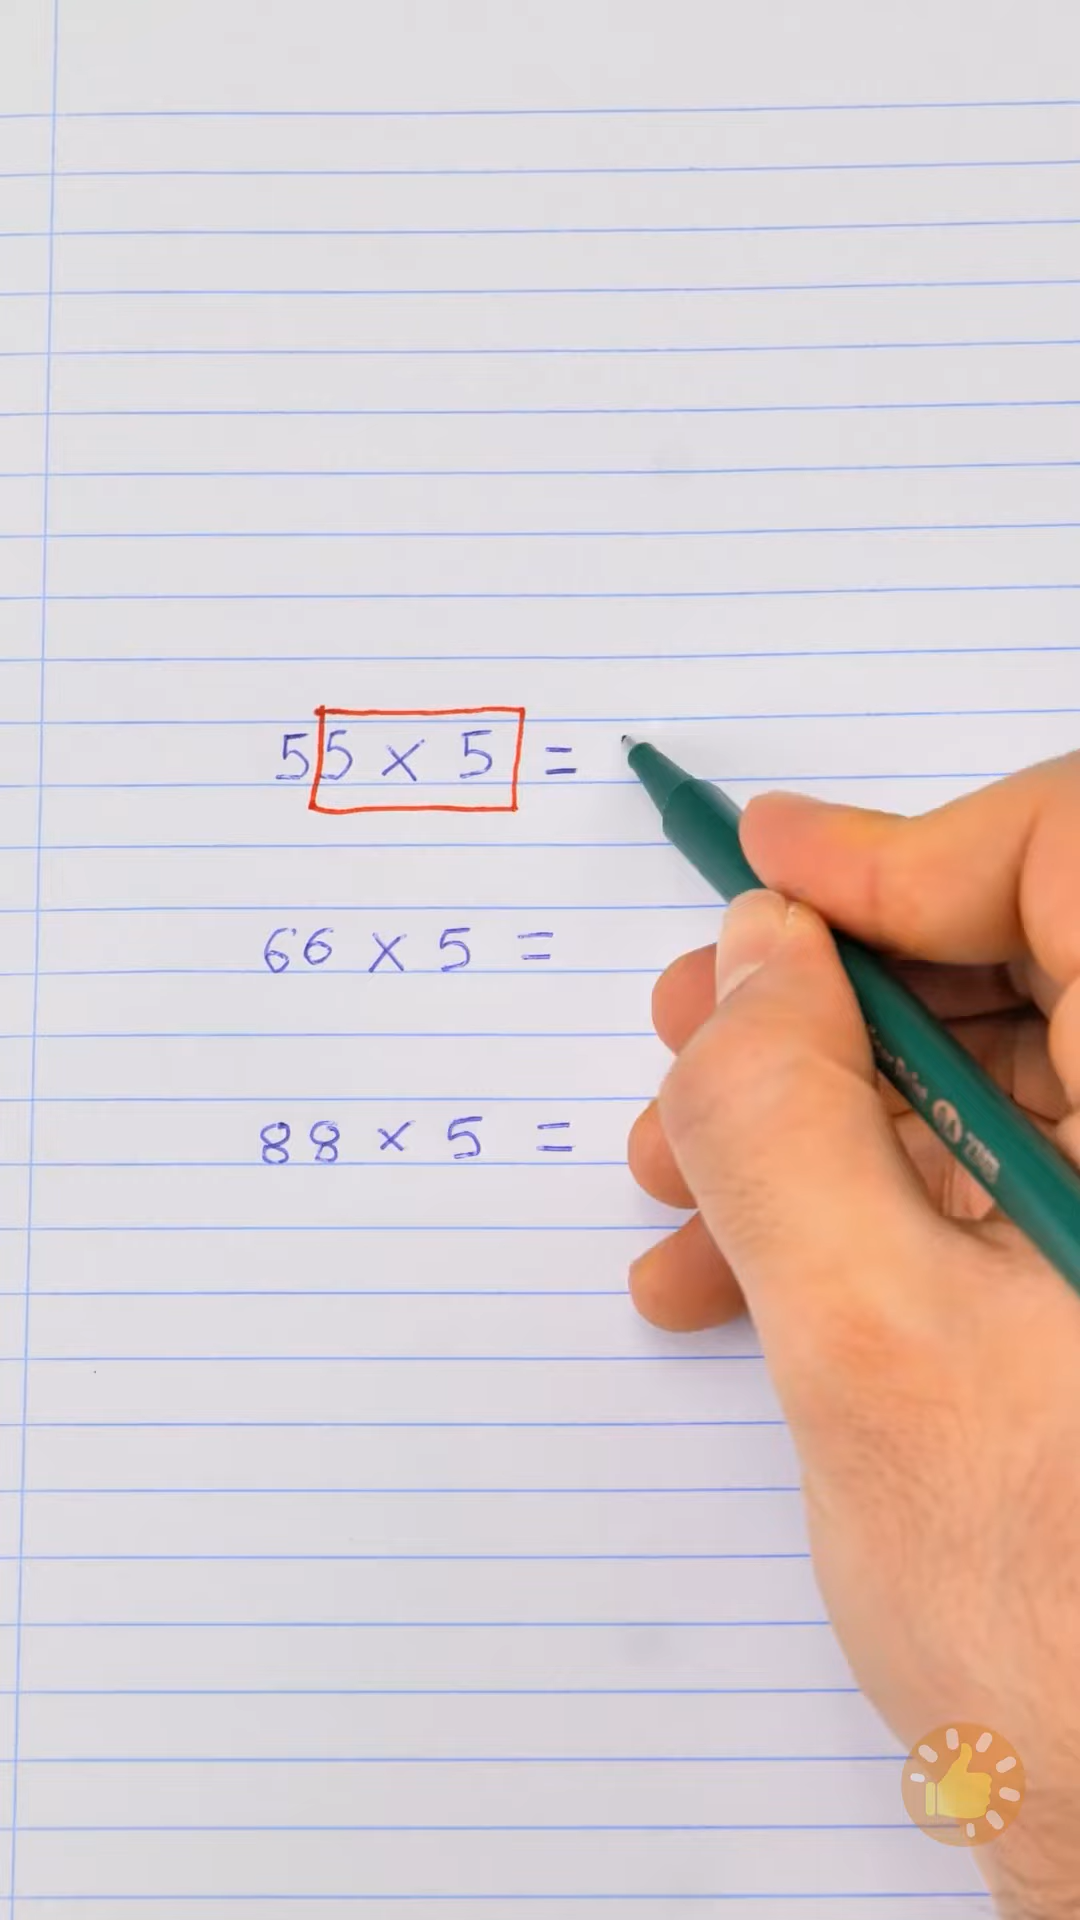 55 × 5 =
66 × 5 =
88 × 5 =